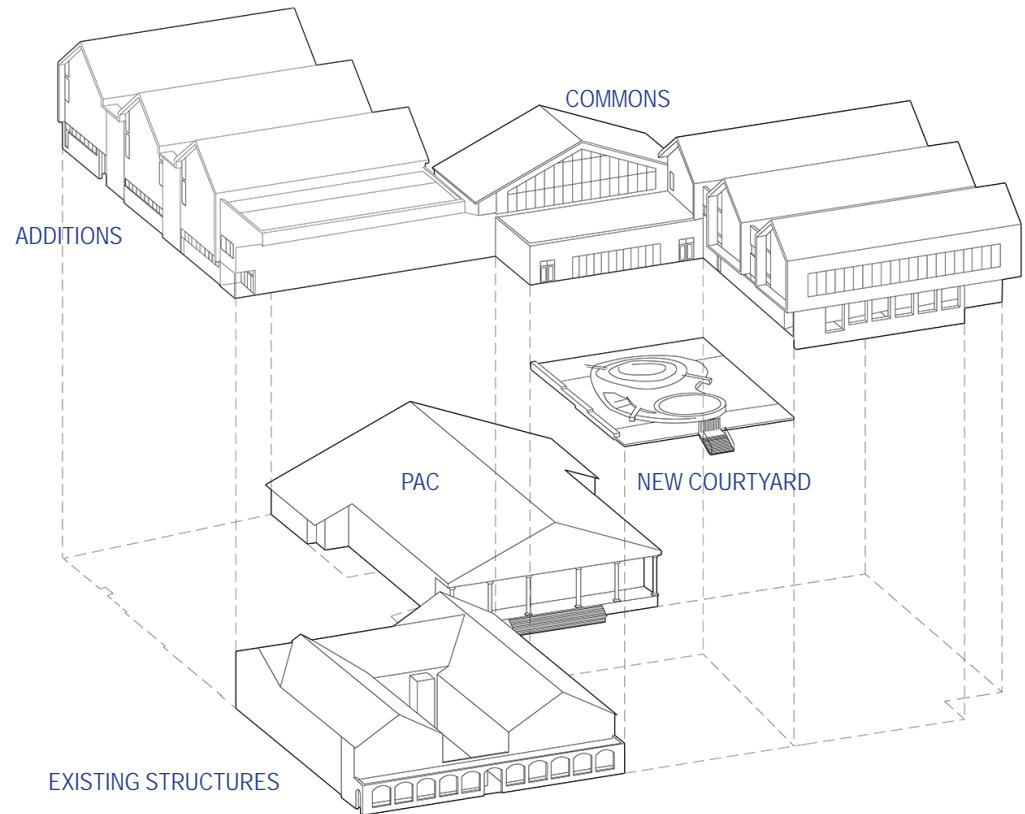 COMMONS
ADDITIONS
PAC
NEW COURTYARD
EXISTING STRUCTURES